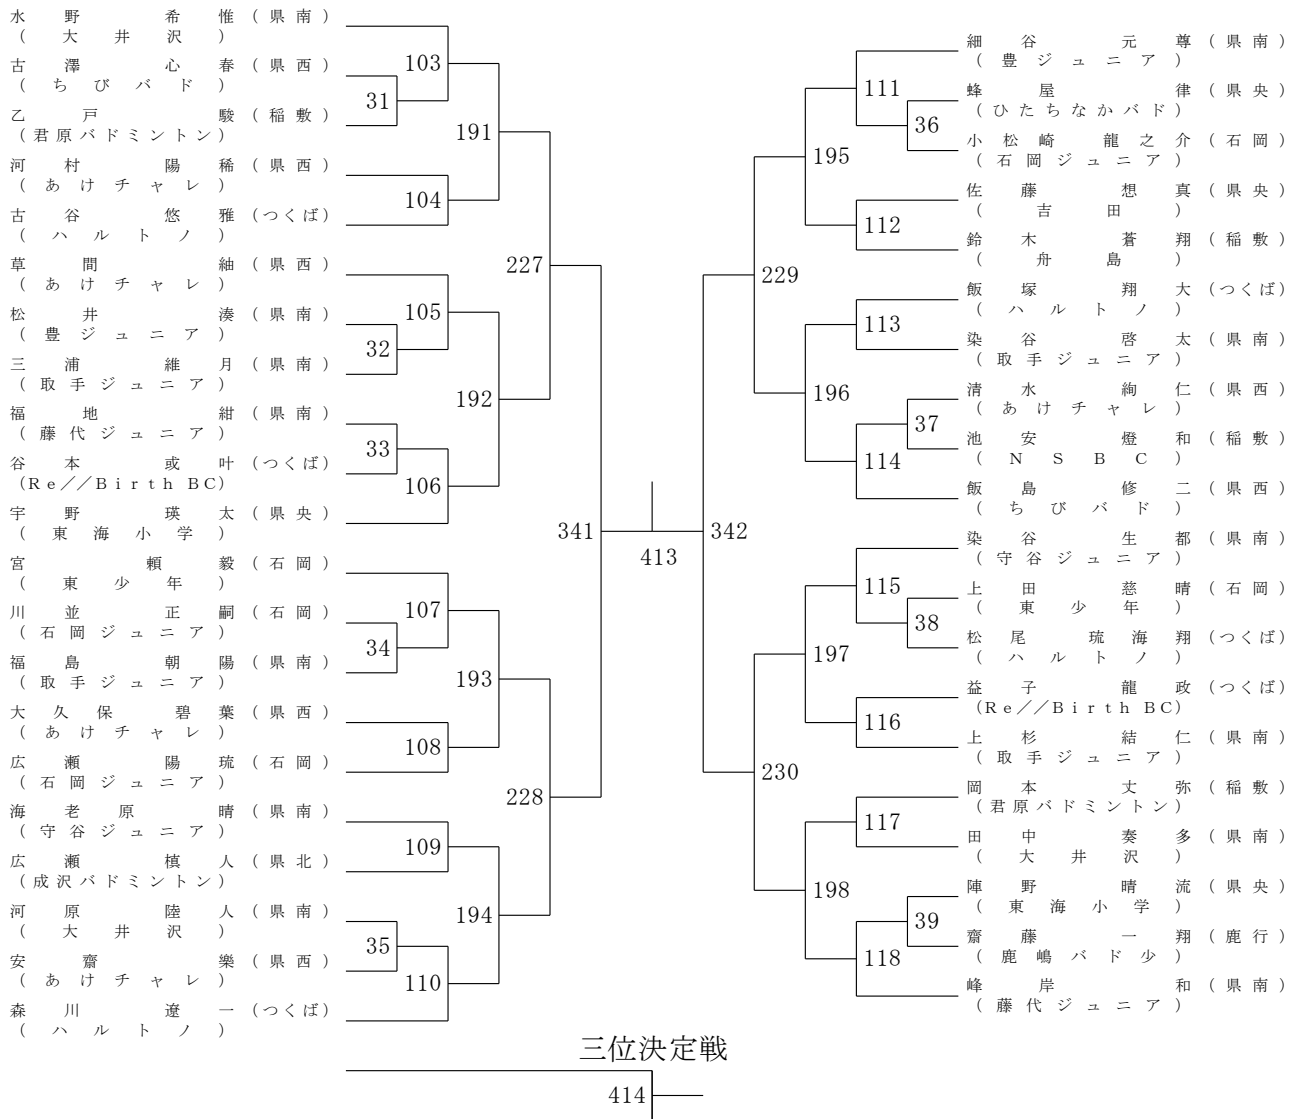 水野 希惟 (県南)
(大井沢)
古澤 心春 (県西)
(ちびバド)
乙戸 駿 (稲敷)
(君原バドミントン)
河村 陽稀 (県西)
(あけチャレ)
古谷 悠雅 (つくば)
(ハルトノ)
草間 紬 (県西)
(あけチャレ)
松井 湊 (県南)
(豊ジュニア)
三浦 維月 (県南)
(取手ジュニア)
福地 紺 (県南)
(藤代ジュニア)
谷本 或叶 (つくば)
(Re//Birth BC)
宇野 瑛太 (県央)
(東海小学)
宮 頼毅 (石岡)
(東少年)
川並 正嗣 (石岡)
(石岡ジュニア)
福島 朝陽 (県南)
(取手ジュニア)
大久保 碧葉 (県西)
(あけチャレ)
広瀬 陽琉 (石岡)
(石岡ジュニア)
海老原 晴 (県南)
(守谷ジュニア)
広瀬 槙人 (県北)
(成沢バドミントン)
河原 陸人 (県南)
(大井沢)
安齋 樂 (県西)
(あけチャレ)
森川 遼一 (つくば)
(ハルトノ)
103
31
191
104
227
105
32
192
33
106
341
107
34
193
108
228
109
194
35
110
413
342
229
195
111
36
112
113
196
37
114
230
197
115
38
116
117
198
39
118
細谷 元尊 (県南)
(豊ジュニア)
蜂屋 律 (県央)
(ひたちなかバド)
小松崎 龍之介 (石岡)
(石岡ジュニア)
佐藤 想真 (県央)
(吉田)
鈴木 蒼翔 (稲敷)
(舟島)
飯塚 翔大 (つくば)
(ハルトノ)
染谷 啓太 (県南)
(取手ジュニア)
清水 絢仁 (県西)
(あけチャレ)
池安 燈和 (稲敷)
(NSBC)
飯島 修二 (県西)
(ちびバド)
染谷 生都 (県南)
(守谷ジュニア)
上田 慈晴 (石岡)
(東少年)
松尾 琉海翔 (つくば)
(ハルトノ)
益子 龍政 (つくば)
(Re//Birth BC)
上杉 結仁 (県南)
(取手ジュニア)
岡本 丈弥 (稲敷)
(君原バドミントン)
田中 奏多 (県南)
(大井沢)
陣野 晴流 (県央)
(東海小学)
齋藤 一翔 (鹿行)
(鹿嶋バド少)
峰岸 和 (県南)
(藤代ジュニア)
三位決定戦
414